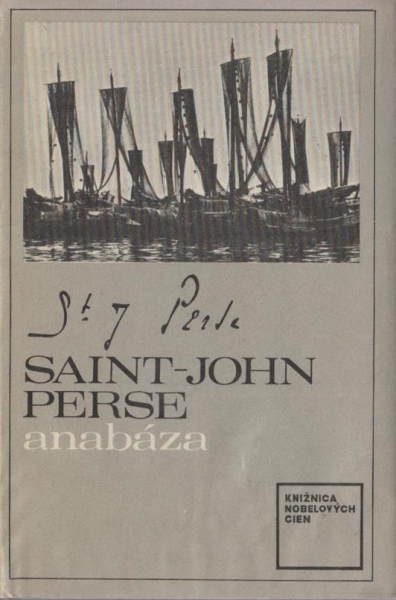 St J Perse
SAINT-JOHN
PERSE
anabáza
KNIŽNICA
NOBELOVÝCH
CIEN